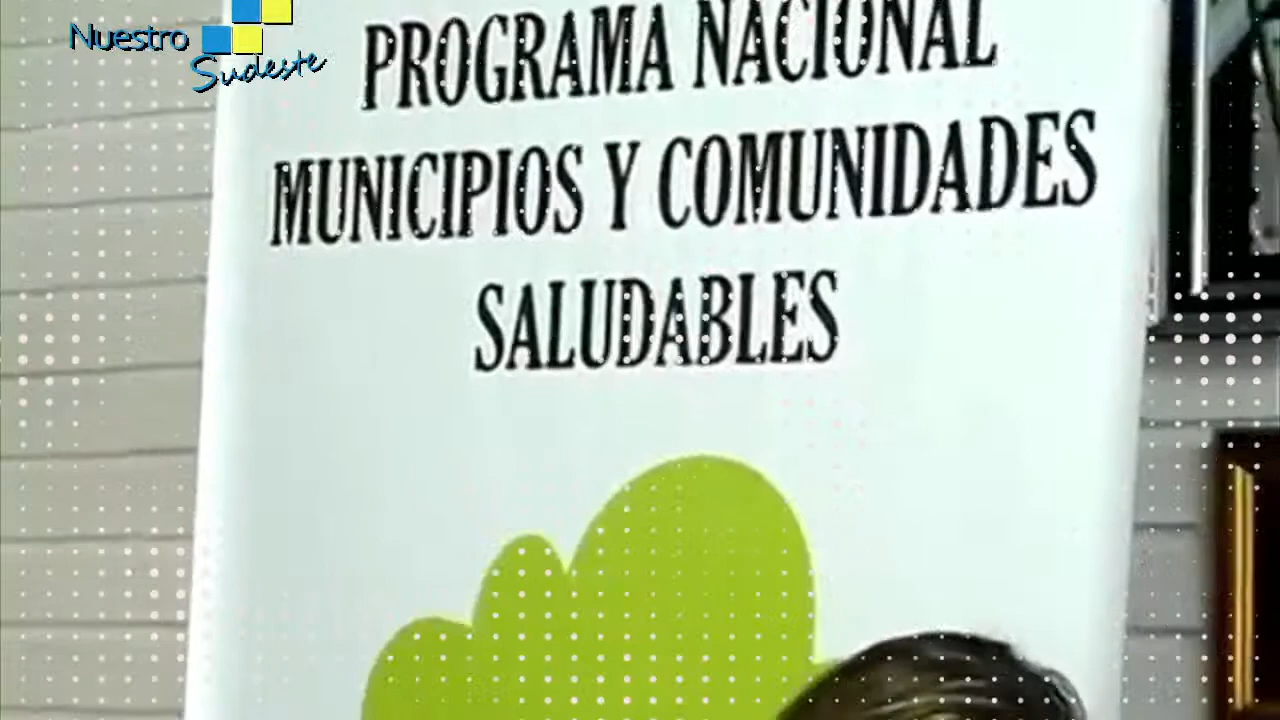 Nuestro
Sudeste
PROGRAMA NACIONAL
MUNICIPIOS Y COMUNIDADES
SALUDABLES